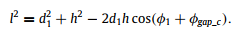 l² = d₁² + h² − 2d₁h cos(ϕ₁ + ϕ_gap_c).